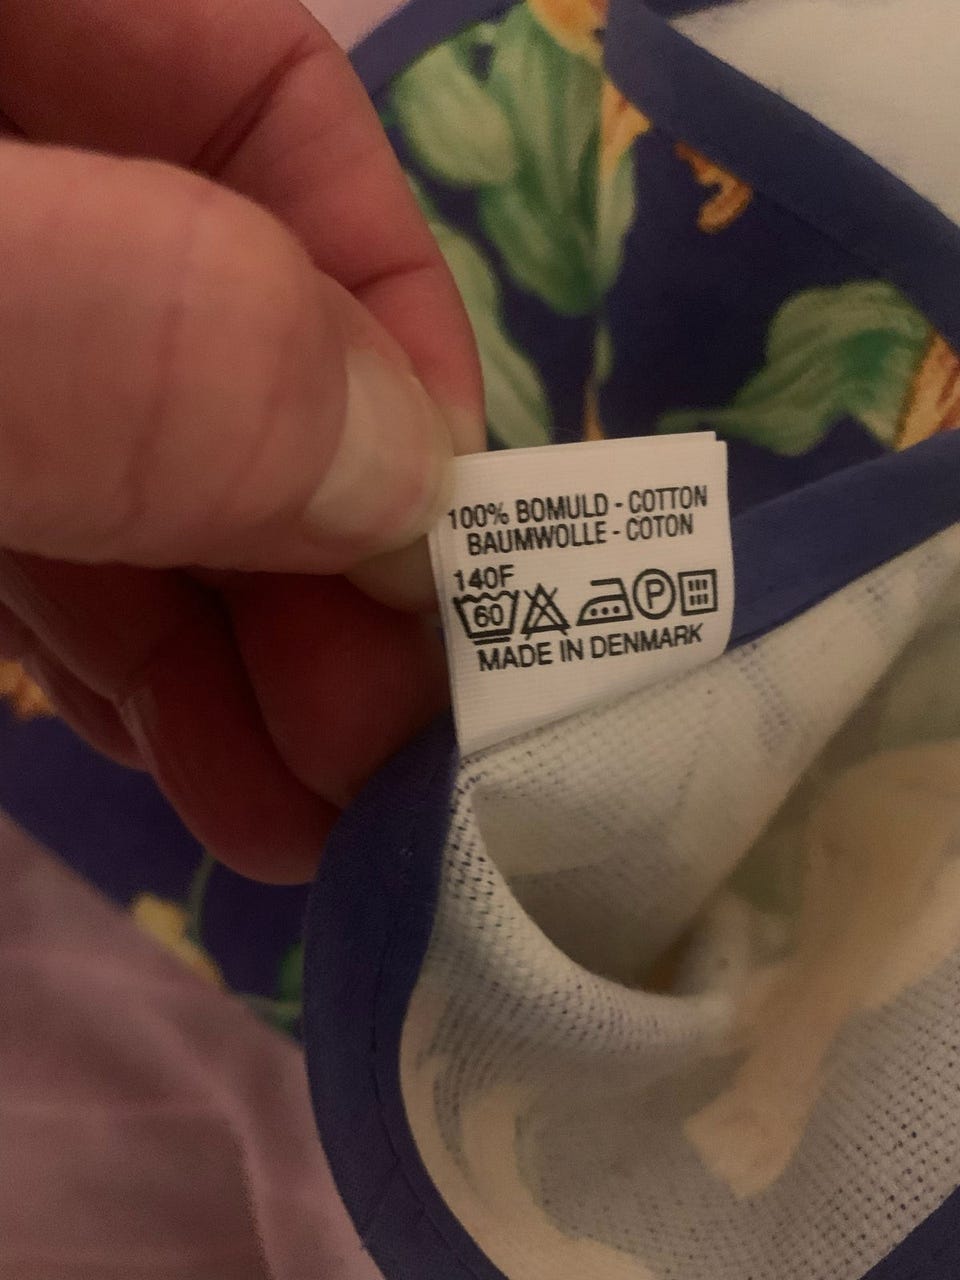 100% BOMULD - COTTON
BAUMWOLLE - COTON
140F
60 P
MADE IN DENMARK